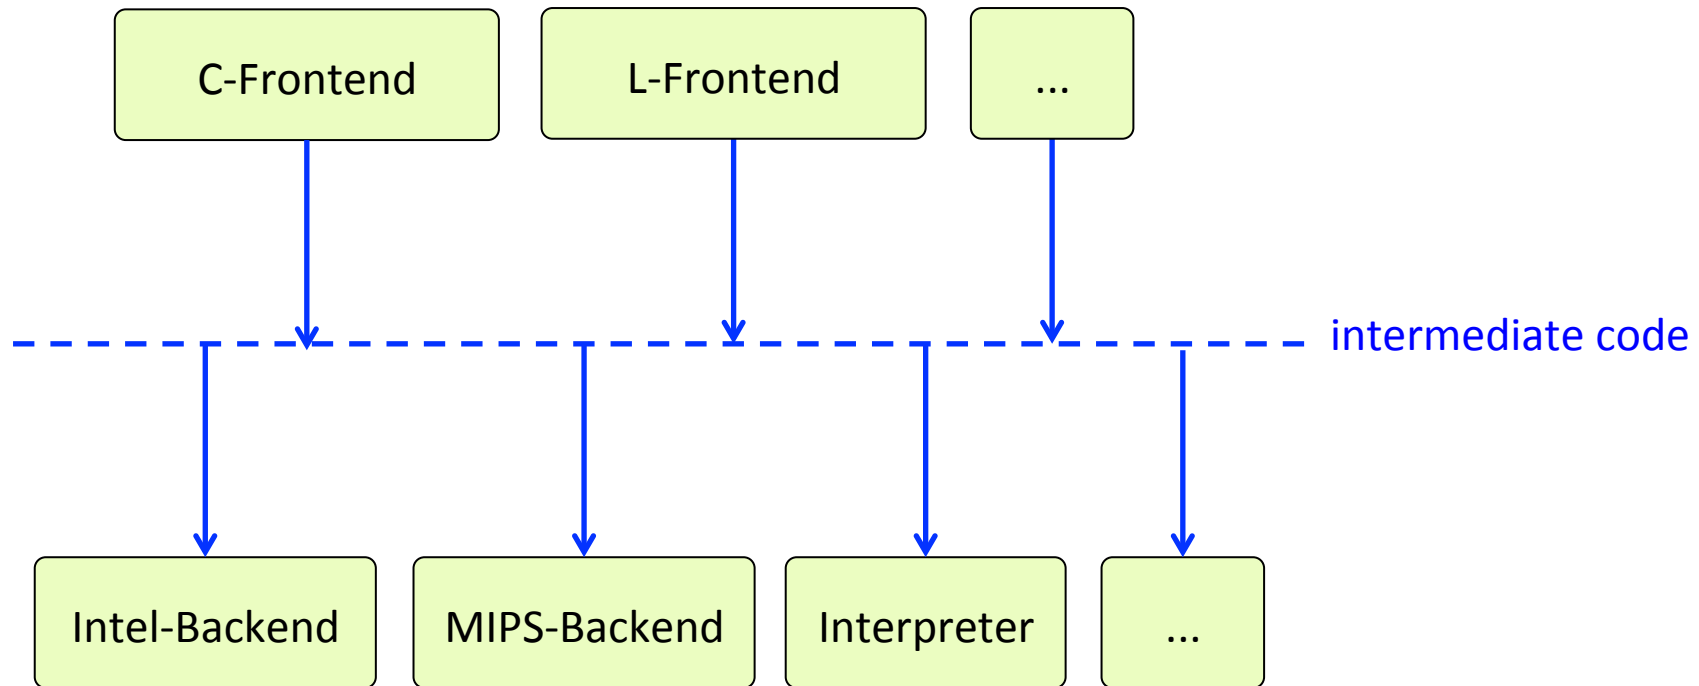 C-Frontend
L-Frontend
...
intermediate code
Intel-Backend
MIPS-Backend
Interpreter
...